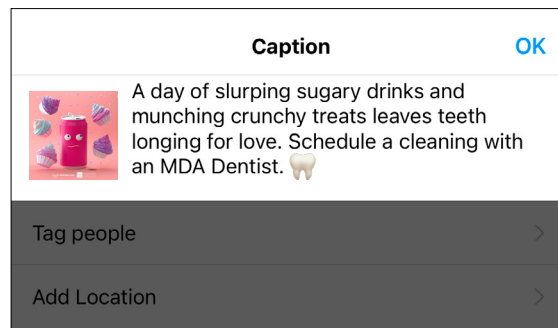 Caption
OK
A day of slurping sugary drinks and
munching crunchy treats leaves teeth
longing for love. Schedule a cleaning with
an MDA Dentist. 🦷
Tag people
Add Location